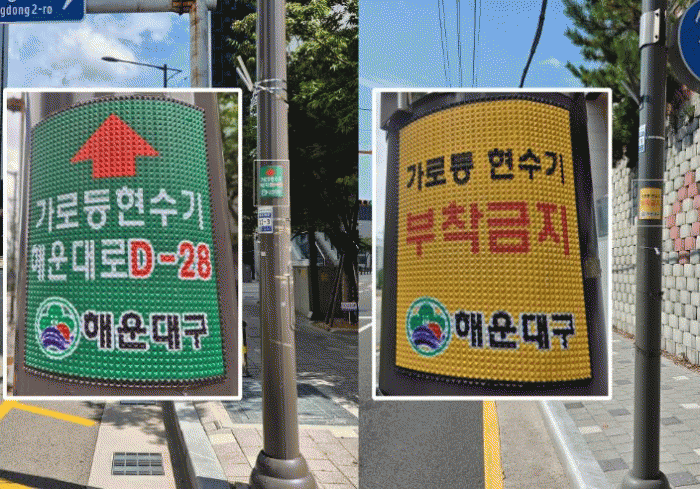 gdong2-ro
가로등현수기
해운대로D-28
해운대구
가로등 현수기
부착금지
해운대구